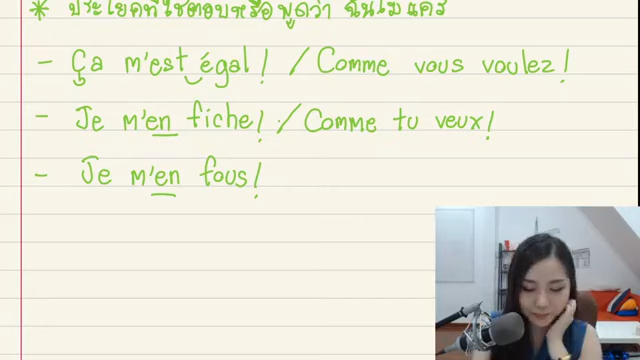 * ประโยคที่ใช้ตอบหรือพูดว่า ฉันไม่แคร์
- Ça m'est égal! / Comme vous voulez!
- Je m'en fiche! / Comme tu veux!
- Je m'en fous!